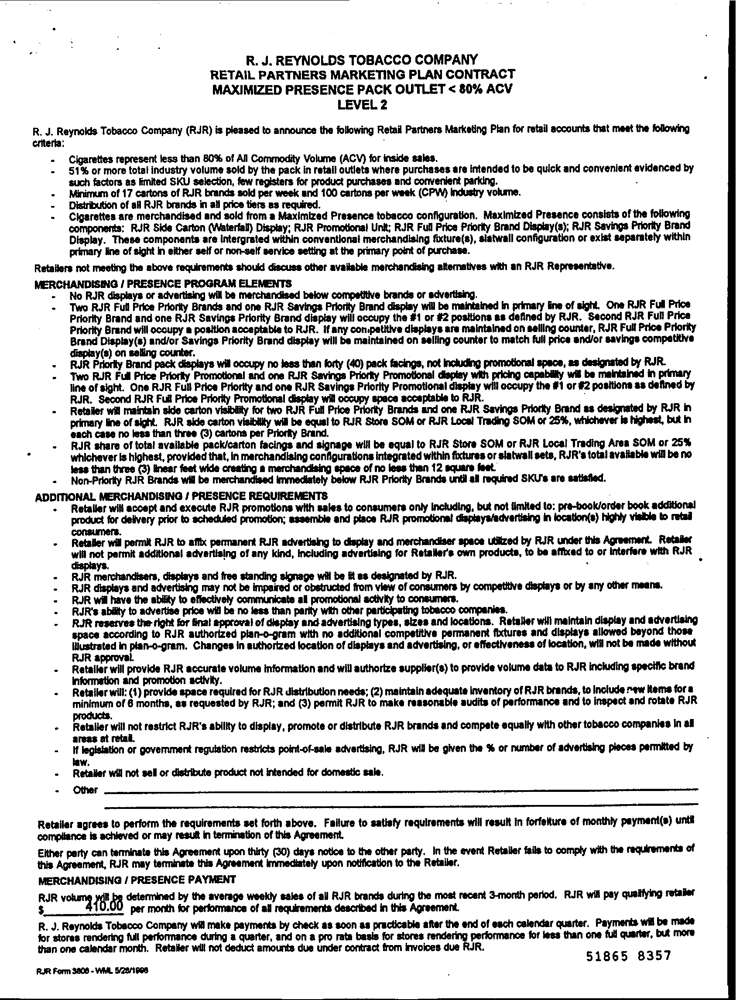 R. J. REYNOLDS TOBACCO COMPANY
RETAIL PARTNERS MARKETING PLAN CONTRACT
MAXIMIZED PRESENCE PACK OUTLET < 80% ACV
LEVEL 2
R. J. Reynolds Tobacco Company (RJR) is pleased to announce the following Retail Partners Marketing Plan for retail accounts that meet the following
criteria:
- Cigarettes represent less than 80% of All Commodity Volume (ACV) for inside sales.
- 51% or more total industry volume sold by the pack in retail outlets where purchases are intended to be quick and convenient evidenced by
such factors as limited SKU selection, few registers for product purchases and convenient parking.
- Minimum of 17 cartons of RJR brands sold per week and 100 cartons per week (CPW) industry volume.
- Distribution of all RJR brands in all price tiers as required.
- Cigarettes are merchandised and sold from a Maximized Presence tobacco configuration. Maximized Presence consists of the following
components: RJR Side Carton (Waterfall) Display; RJR Promotional Unit; RJR Full Price Priority Brand Display(s); RJR Savings Priority Brand
Display. These components are intergrated within conventional merchandising fixture(s), slatwall configuration or exist separately within
primary line of sight in either self or non-self service setting at the primary point of purchase.
Retailers not meeting the above requirements should discuss other available merchandising alternatives with an RJR Representative.
MERCHANDISING / PRESENCE PROGRAM ELEMENTS
- No RJR displays or advertising will be merchandised below competitive brands or advertising.
- Two RJR Full Price Priority Brands and one RJR Savings Priority Brand display will be maintained in primary line of sight. One RJR Full Price
Priority Brand and one RJR Savings Priority Brand display will occupy the #1 or #2 positions as defined by RJR. Second RJR Full Price
Priority Brand will occupy a position acceptable to RJR. If any competitive displays are maintained on selling counter, RJR Full Price Priority
Brand Display(s) and/or Savings Priority Brand display will be maintained on selling counter to match full price and/or savings competitive
display(s) on selling counter.
- RJR Priority Brand pack displays will occupy no less than forty (40) pack facings, not including promotional space, as designated by RJR.
- Two RJR Full Price Priority Promotional and one RJR Savings Priority Promotional display with pricing capability will be maintained in primary
line of sight. One RJR Full Price Priority and one RJR Savings Priority Promotional display will occupy the #1 or #2 positions as defined by
RJR. Second RJR Full Price Priority Promotional display will occupy space acceptable to RJR.
- Retailer will maintain side carton visibility for two RJR Full Price Priority Brands and one RJR Savings Priority Brand as designated by RJR in
primary line of sight. RJR side carton visibility will be equal to RJR Store SOM or RJR Local Trading SOM or 25%, whichever is highest, but in
each case no less than three (3) cartons per Priority Brand.
- RJR share of total available pack/carton facings and signage will be equal to RJR Store SOM or RJR Local Trading Area SOM or 25%
whichever is highest, provided that, in merchandising configurations integrated within fixtures or slatwall sets, RJR's total available will be no
less than three (3) linear feet wide creating a merchandising space of no less than 12 square feet.
- Non-Priority RJR Brands will be merchandised immediately below RJR Priority Brands until all required SKU's are satisfied.
ADDITIONAL MERCHANDISING / PRESENCE REQUIREMENTS
- Retailer will accept and execute RJR promotions with sales to consumers only including, but not limited to: pre-book/order book additional
product for delivery prior to scheduled promotion; assemble and place RJR promotional displays/advertising in location(s) highly visible to retail
consumers.
- Retailer will permit RJR to affix permanent RJR advertising to display and merchandiser space utilized by RJR under this Agreement. Retailer
will not permit additional advertising of any kind, including advertising for Retailer's own products, to be affixed to or interfere with RJR
displays.
- RJR merchandisers, displays and free standing signage will be lit as designated by RJR.
- RJR displays and advertising may not be impaired or obstructed from view of consumers by competitive displays or by any other means.
- RJR will have the ability to effectively communicate all promotional activity to consumers.
- RJR's ability to advertise price will be no less than parity with other participating tobacco companies.
- RJR reserves the right for final approval of display and advertising types, sizes and locations. Retailer will maintain display and advertising
space according to RJR authorized plan-o-gram with no additional competitive permanent fixtures and displays allowed beyond those
illustrated in plan-o-gram. Changes in authorized location of displays and advertising, or effectiveness of location, will not be made without
RJR approval.
- Retailer will provide RJR accurate volume information and will authorize supplier(s) to provide volume data to RJR including specific brand
information and promotion activity.
- Retailer will: (1) provide space required for RJR distribution needs; (2) maintain adequate inventory of RJR brands, to include new items for a
minimum of 6 months, as requested by RJR; and (3) permit RJR to make reasonable audits of performance and to inspect and rotate RJR
products.
- Retailer will not restrict RJR's ability to display, promote or distribute RJR brands and compete equally with other tobacco companies in all
areas at retail.
- If legislation or government regulation restricts point-of-sale advertising, RJR will be given the % or number of advertising pieces permitted by
law.
- Retailer will not sell or distribute product not intended for domestic sale.
- Other
Retailer agrees to perform the requirements set forth above. Failure to satisfy requirements will result in forfeiture of monthly payment(s) until
compliance is achieved or may result in termination of this Agreement.
Either party can terminate this Agreement upon thirty (30) days notice to the other party. In the event Retailer fails to comply with the requirements of
this Agreement, RJR may terminate this Agreement immediately upon notification to the Retailer.
MERCHANDISING / PRESENCE PAYMENT
RJR volume will be determined by the average weekly sales of all RJR brands during the most recent 3-month period. RJR will pay qualifying retailer
$ 410.00 per month for performance of all requirements described in this Agreement.
R. J. Reynolds Tobacco Company will make payments by check as soon as practicable after the end of each calendar quarter. Payments will be made
for stores rendering full performance during a quarter, and on a pro rata basis for stores rendering performance for less than one full quarter, but more
than one calendar month. Retailer will not deduct amounts due under contract from invoices due RJR.
51865 8357
RJR Form 3608 - WML 5/28/1996